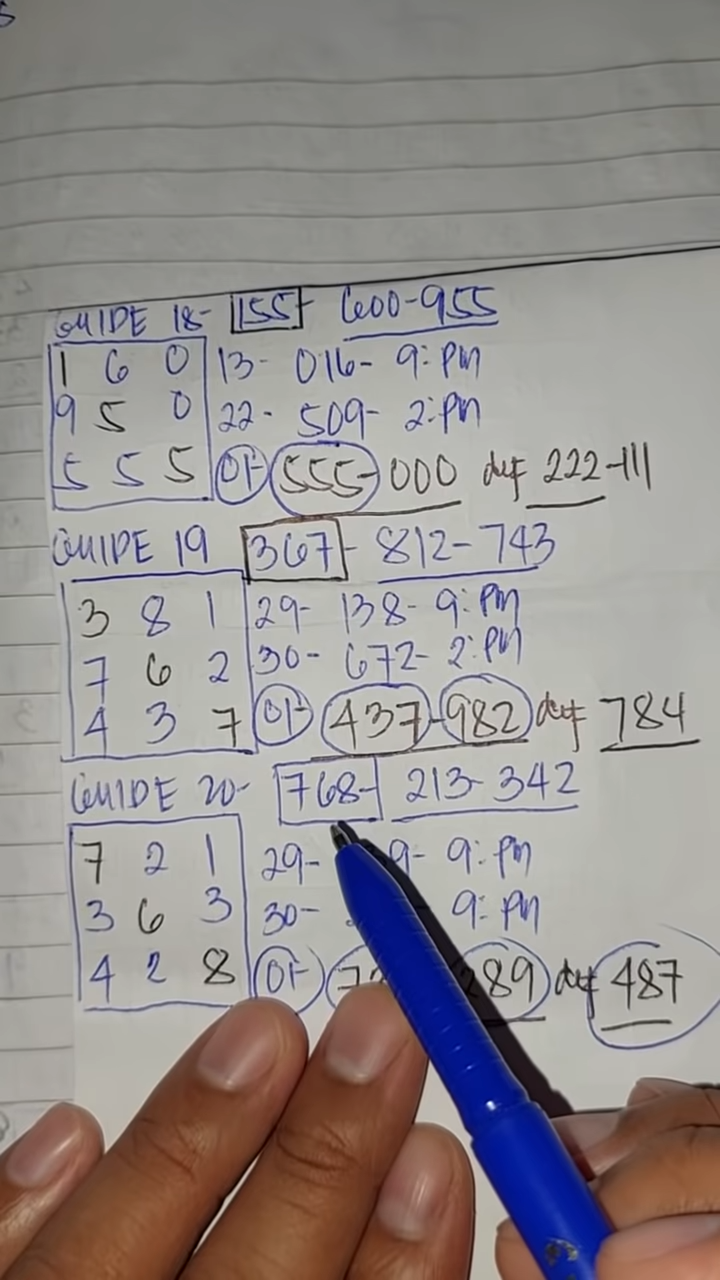 GUIDE 18- 155- 600-955
1 6 0 13- 016- 9:PM
9 5 0 22- 509- 2:PM
5 5 5 01- 555-000 def 222-111
GUIDE 19 367- 812-743
3 8 1 29- 138- 9:PM
7 6 2 30- 672- 2:PM
4 3 7 01- 437-982 def 784
GUIDE 20- 768- 213-342
7 2 1 29- 9- 9:PM
3 6 3 30- 9:PM
4 2 8 01- 289 def 487